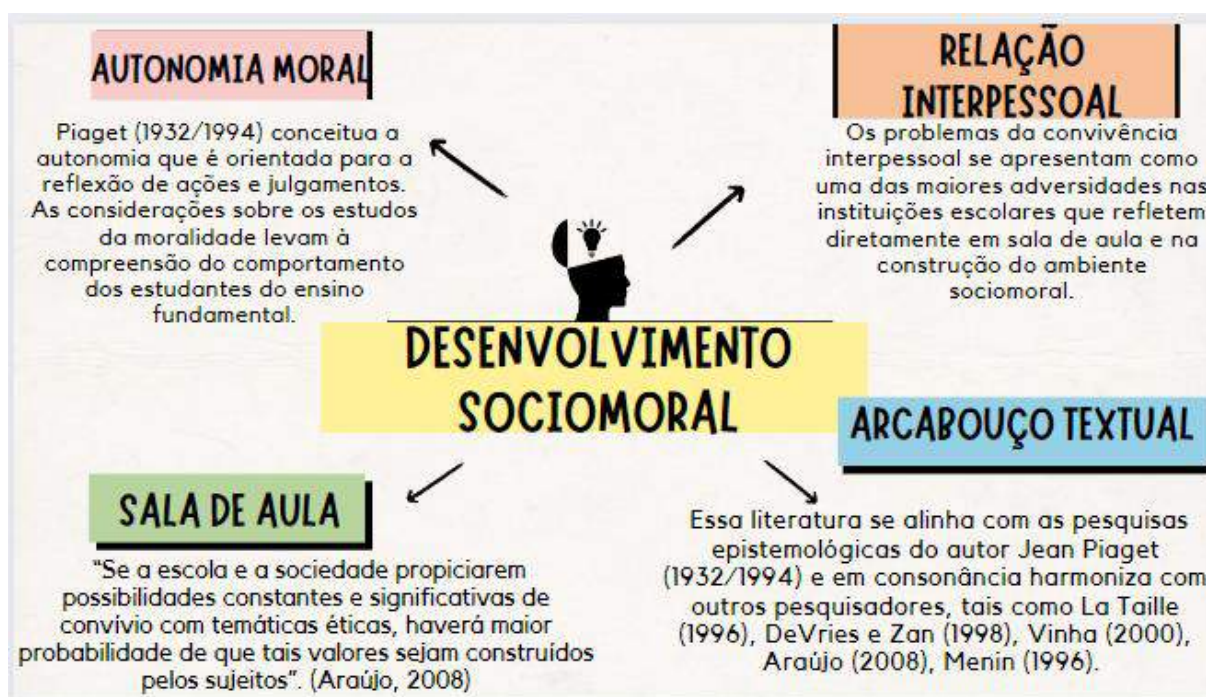 AUTONOMIA MORAL
Piaget (1932/1994) conceitua a
autonomia que é orientada para a
reflexão de ações e julgamentos.
As considerações sobre os estudos
da moralidade levam à
compreensão do comportamento
dos estudantes do ensino
fundamental.
RELAÇÃO
INTERPESSOAL
Os problemas da convivência
interpessoal se apresentam como
uma das maiores adversidades nas
instituições escolares que refletem
diretamente em sala de aula e na
construção do ambiente
sociomoral.
DESENVOLVIMENTO
SOCIOMORAL
SALA DE AULA
"Se a escola e a sociedade propiciarem
possibilidades constantes e significativas de
convívio com temáticas éticas, haverá maior
probabilidade de que tais valores sejam construídos
pelos sujeitos". (Araújo, 2008)
ARCABOUÇO TEXTUAL
Essa literatura se alinha com as pesquisas
epistemológicas do autor Jean Piaget
(1932/1994) e em consonância harmoniza com
outros pesquisadores, tais como La Taille
(1996), DeVries e Zan (1998), Vinha (2000),
Araújo (2008), Menin (1996).